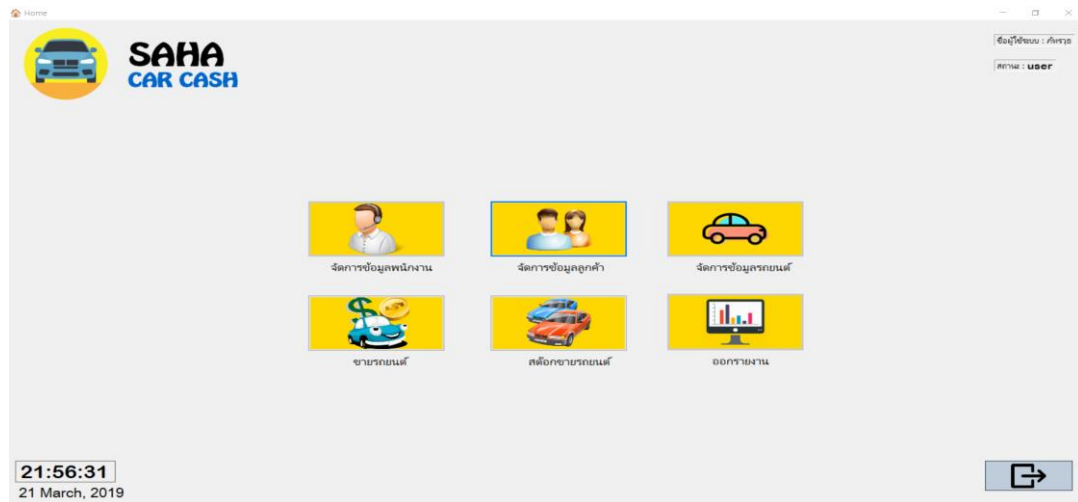 Home
SAHA
CAR CASH
ชื่อผู้ใช้ระบบ : ภัทรวุธ
สถานะ : user
จัดการข้อมูลพนักงาน
จัดการข้อมูลลูกค้า
จัดการข้อมูลรถยนต์
ขายรถยนต์
สต๊อกขายรถยนต์
ออกรายงาน
21:56:31
21 March, 2019